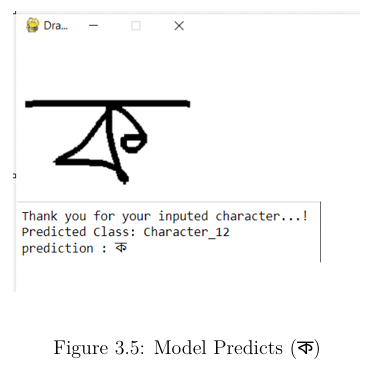 Dra...
ক
Thank you for your inputed character...!
Predicted Class: Character_12
prediction : ক
Figure 3.5: Model Predicts (ক)